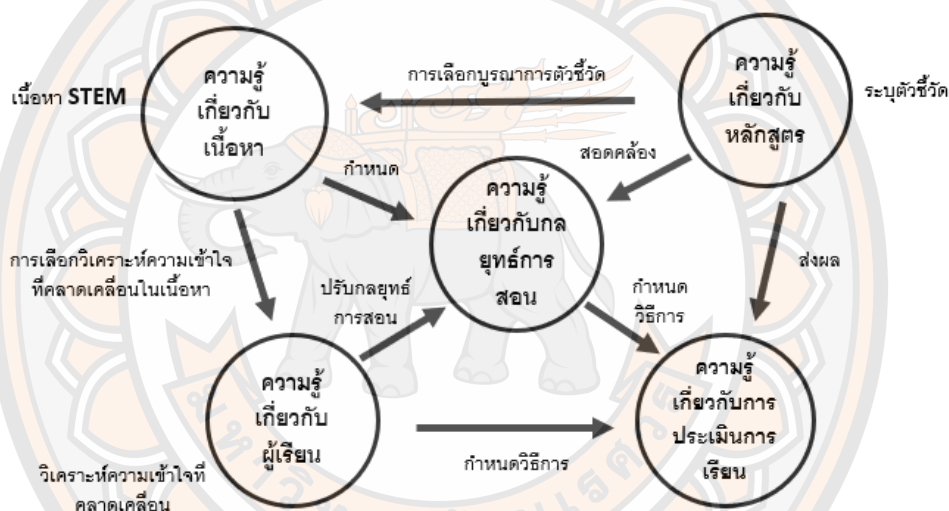 เนื้อหา STEM
ความรู้
เกี่ยวกับ
เนื้อหา
การเลือกบูรณาการตัวชี้วัด
ความรู้
เกี่ยวกับ
หลักสูตร
ระบุตัวชี้วัด
กำหนด
สอดคล้อง
ความรู้
เกี่ยวกับกล
ยุทธ์การ
สอน
การเลือกวิเคราะห์ความเข้าใจ
ที่คลาดเคลื่อนในเนื้อหา
ปรับกลยุทธ์
การสอน
กำหนด
วิธีการ
ส่งผล
ความรู้
เกี่ยวกับ
ผู้เรียน
กำหนดวิธีการ
ความรู้
เกี่ยวกับการ
ประเมินการ
เรียน
วิเคราะห์ความเข้าใจที่
คลาดเคลื่อน